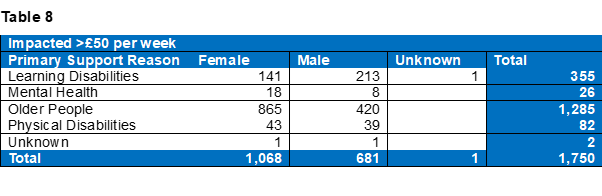 Table 8
Impacted >£50 per week
Primary Support Reason Female Male Unknown Total
Learning Disabilities 141 213 1 355
Mental Health 18 8 26
Older People 865 420 1,285
Physical Disabilities 43 39 82
Unknown 1 1 2
Total 1,068 681 1 1,750